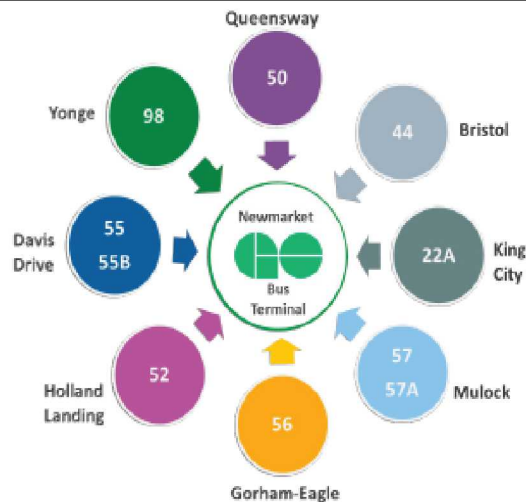 Queensway
50
Yonge
98
44
Bristol
Davis
Drive
55
55B
Newmarket
GO
Bus
Terminal
22A
King
City
Holland
Landing
52
57
57A
Mulock
56
Gorham-Eagle